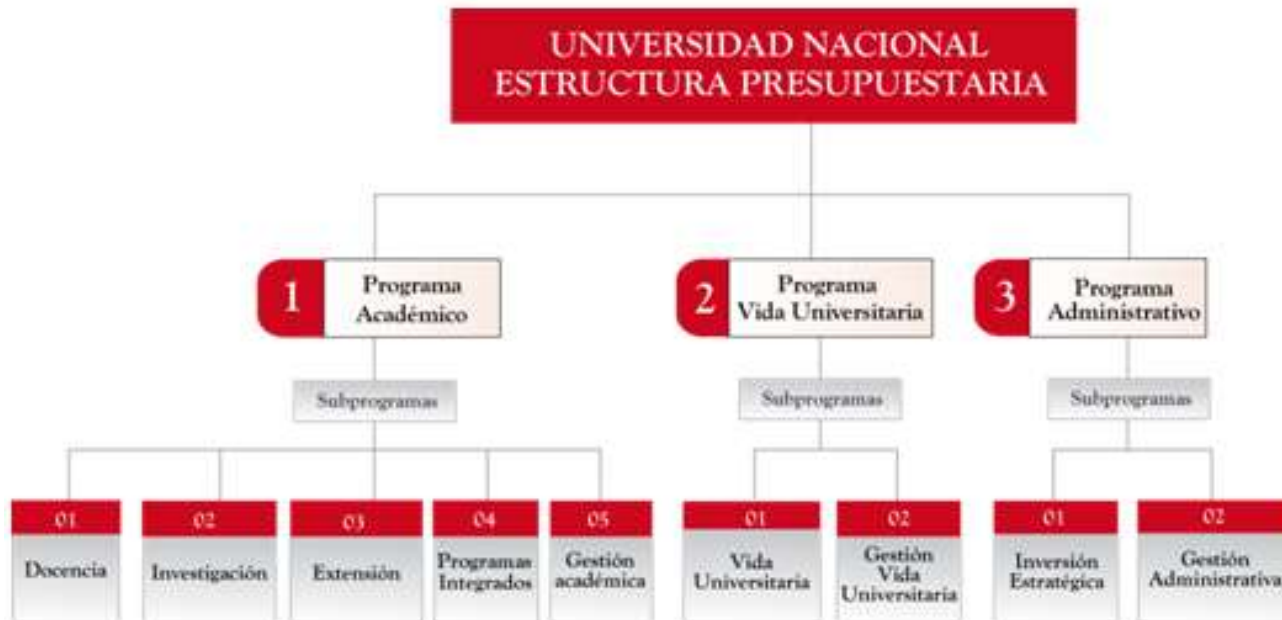 UNIVERSIDAD NACIONAL
ESTRUCTURA PRESUPUESTARIA
1
Programa
Académico
2
Programa
Vida Universitaria
3
Programa
Administrativo
Subprogramas
Subprogramas
Subprogramas
01
Docencia
02
Investigación
03
Extensión
04
Programas
Integrados
05
Gestión
académica
01
Vida
Universitaria
02
Gestión
Vida
Universitaria
01
Inversión
Estratégica
02
Gestión
Administrativa